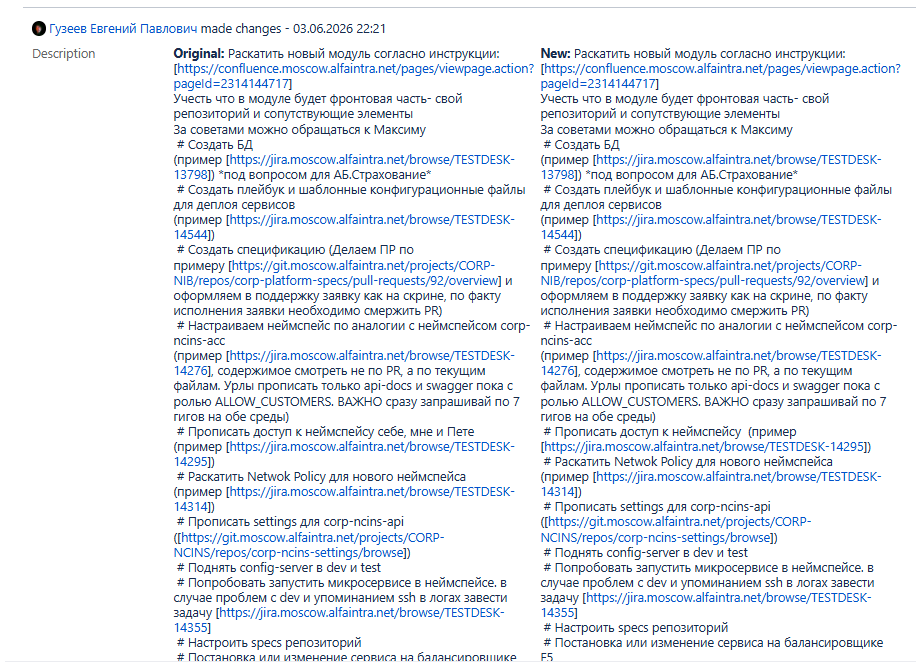 Гузеев Евгений Павлович made changes - 03.06.2026 22:21
Description
Original: Раскатить новый модуль согласно инструкции:
[https://confluence.moscow.alfaintra.net/pages/viewpage.action?
pageId=2314144717]
Учесть что в модуле будет фронтовая часть- свой
репозиторий и сопутствующие элементы
За советами можно обращаться к Максиму
# Создать БД
(пример [https://jira.moscow.alfaintra.net/browse/TESTDESK-
13798]) *под вопросом для АБ.Страхование*
# Создать плейбук и шаблонные конфигурационные файлы
для деплоя сервисов
(пример [https://jira.moscow.alfaintra.net/browse/TESTDESK-
14544])
# Создать спецификацию (Делаем ПР по
примеру [https://git.moscow.alfaintra.net/projects/CORP-
NIB/repos/corp-platform-specs/pull-requests/92/overview] и
оформляем в поддержку заявку как на скрине, по факту
исполнения заявки необходимо смержить PR)
# Настраиваем неймспейс по аналогии с неймспейсом corp-
ncins-acc
(пример [https://jira.moscow.alfaintra.net/browse/TESTDESK-
14276], содержимое смотреть не по PR, а по текущим
файлам. Урлы прописать только api-docs и swagger пока с
ролью ALLOW_CUSTOMERS. ВАЖНО сразу запрашивай по 7
гигов на обе среды)
# Прописать доступ к неймспейсу себе, мне и Пете
(пример [https://jira.moscow.alfaintra.net/browse/TESTDESK-
14295])
# Раскатить Netwok Policy для нового неймспейса
(пример [https://jira.moscow.alfaintra.net/browse/TESTDESK-
14314])
# Прописать settings для corp-ncins-api
([https://git.moscow.alfaintra.net/projects/CORP-
NCINS/repos/corp-ncins-settings/browse])
# Поднять config-server в dev и test
# Попробовать запустить микросервисе в неймспейсе. в
случае проблем с dev и упоминанием ssh в логах завести
задачу [https://jira.moscow.alfaintra.net/browse/TESTDESK-
14355]
# Настроить specs репозиторий
# Постановка или изменение сервиса на балансировщике
New: Раскатить новый модуль согласно инструкции:
[https://confluence.moscow.alfaintra.net/pages/viewpage.action?
pageId=2314144717]
Учесть что в модуле будет фронтовая часть- свой
репозиторий и сопутствующие элементы
За советами можно обращаться к Максиму
# Создать БД
(пример [https://jira.moscow.alfaintra.net/browse/TESTDESK-
13798]) *под вопросом для АБ.Страхование*
# Создать плейбук и шаблонные конфигурационные файлы
для деплоя сервисов
(пример [https://jira.moscow.alfaintra.net/browse/TESTDESK-
14544])
# Создать спецификацию (Делаем ПР по
примеру [https://git.moscow.alfaintra.net/projects/CORP-
NIB/repos/corp-platform-specs/pull-requests/92/overview] и
оформляем в поддержку заявку как на скрине, по факту
исполнения заявки необходимо смержить PR)
# Настраиваем неймспейс по аналогии с неймспейсом corp-
ncins-acc
(пример [https://jira.moscow.alfaintra.net/browse/TESTDESK-
14276], содержимое смотреть не по PR, а по текущим
файлам. Урлы прописать только api-docs и swagger пока с
ролью ALLOW_CUSTOMERS. ВАЖНО сразу запрашивай по 7
гигов на обе среды)
# Прописать доступ к неймспейсу (пример
[https://jira.moscow.alfaintra.net/browse/TESTDESK-14295])
# Раскатить Netwok Policy для нового неймспейса
(пример [https://jira.moscow.alfaintra.net/browse/TESTDESK-
14314])
# Прописать settings для corp-ncins-api
([https://git.moscow.alfaintra.net/projects/CORP-
NCINS/repos/corp-ncins-settings/browse])
# Поднять config-server в dev и test
# Попробовать запустить микросервисе в неймспейсе. в
случае проблем с dev и упоминанием ssh в логах завести
задачу [https://jira.moscow.alfaintra.net/browse/TESTDESK-
14355]
# Настроить specs репозиторий
# Постановка или изменение сервиса на балансировщике
F5